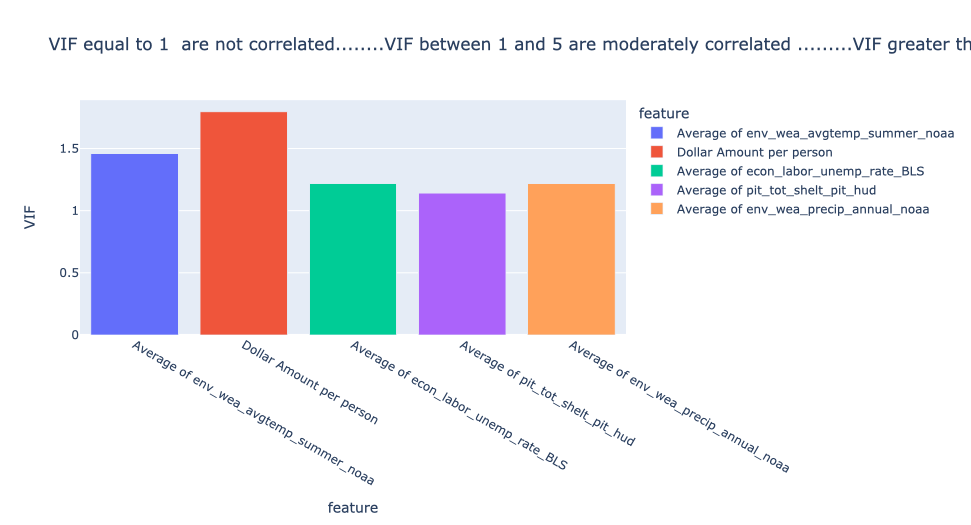 VIF equal to 1  are not correlated........VIF between 1 and 5 are moderately correlated .........VIF greater
feature
Average of env_wea_avgtemp_summer_noaa
Dollar Amount per person
Average of econ_labor_unemp_rate_BLS
Average of pit_tot_shelt_pit_hud
Average of env_wea_precip_annual_noaa
VIF
1.5
1
0.5
0
Average of env_wea_avgtemp_summer_noaa
Dollar Amount per person
Average of econ_labor_unemp_rate_BLS
Average of pit_tot_shelt_pit_hud
Average of env_wea_precip_annual_noaa
feature